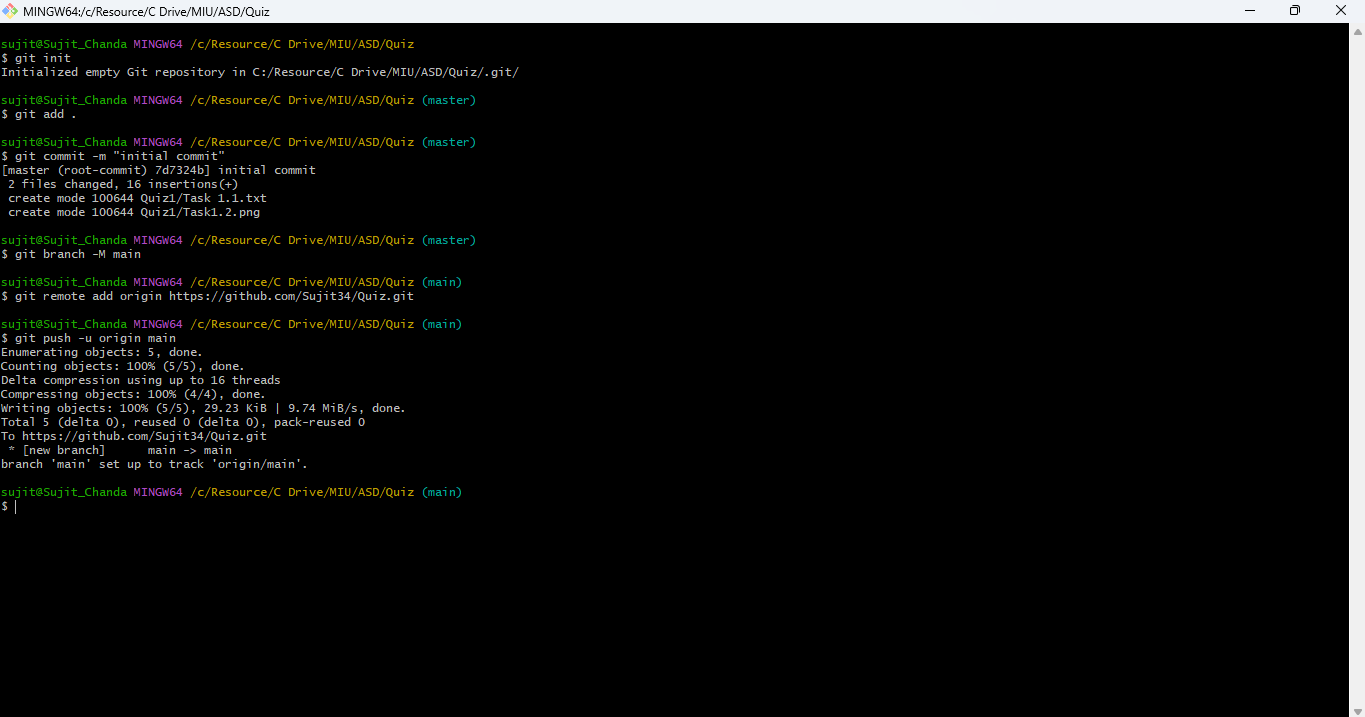 MINGW64:/c/Resource/C Drive/MIU/ASD/Quiz
sujit@Sujit_Chanda MINGW64 /c/Resource/C Drive/MIU/ASD/Quiz
$ git init
Initialized empty Git repository in C:/Resource/C Drive/MIU/ASD/Quiz/.git/
sujit@Sujit_Chanda MINGW64 /c/Resource/C Drive/MIU/ASD/Quiz (master)
$ git add .
sujit@Sujit_Chanda MINGW64 /c/Resource/C Drive/MIU/ASD/Quiz (master)
$ git commit -m "initial commit"
[master (root-commit) 7d7324b] initial commit
 2 files changed, 16 insertions(+)
 create mode 100644 Quiz1/Task 1.1.txt
 create mode 100644 Quiz1/Task1.2.png
sujit@Sujit_Chanda MINGW64 /c/Resource/C Drive/MIU/ASD/Quiz (master)
$ git branch -M main
sujit@Sujit_Chanda MINGW64 /c/Resource/C Drive/MIU/ASD/Quiz (main)
$ git remote add origin https://github.com/Sujit34/Quiz.git
sujit@Sujit_Chanda MINGW64 /c/Resource/C Drive/MIU/ASD/Quiz (main)
$ git push -u origin main
Enumerating objects: 5, done.
Counting objects: 100% (5/5), done.
Delta compression using up to 16 threads
Compressing objects: 100% (4/4), done.
Writing objects: 100% (5/5), 29.23 KiB | 9.74 MiB/s, done.
Total 5 (delta 0), reused 0 (delta 0), pack-reused 0
To https://github.com/Sujit34/Quiz.git
 * [new branch]      main -> main
branch 'main' set up to track 'origin/main'.
sujit@Sujit_Chanda MINGW64 /c/Resource/C Drive/MIU/ASD/Quiz (main)
$